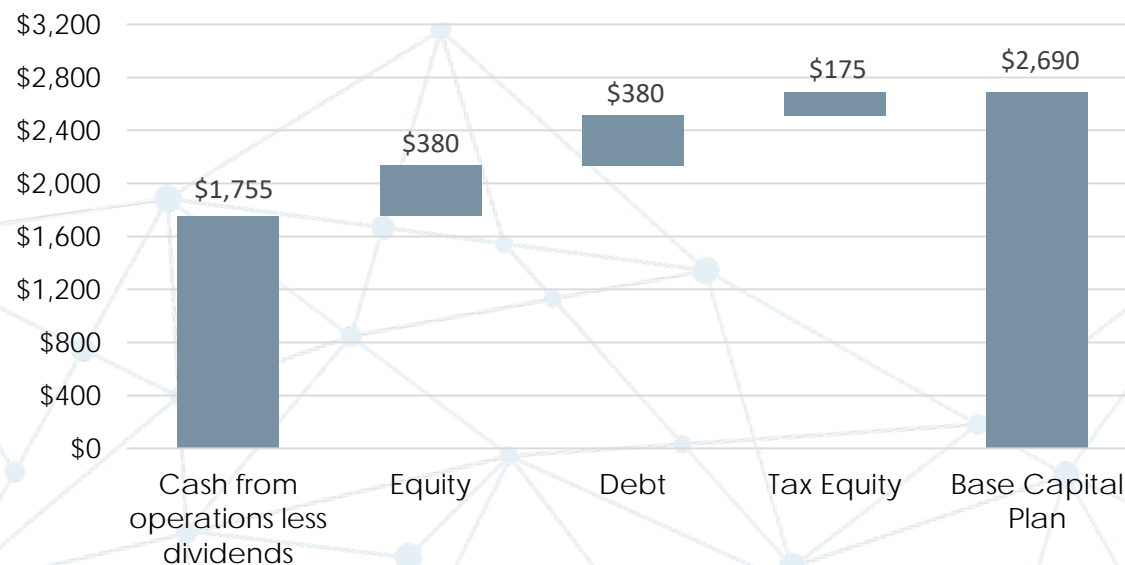 $3,200
$2,800
$2,400
$2,000
$1,600
$1,200
$800
$400
$0
$1,755
$380
$380
$175
$2,690
Cash from
operations less
dividends
Equity
Debt
Tax Equity
Base Capital
Plan